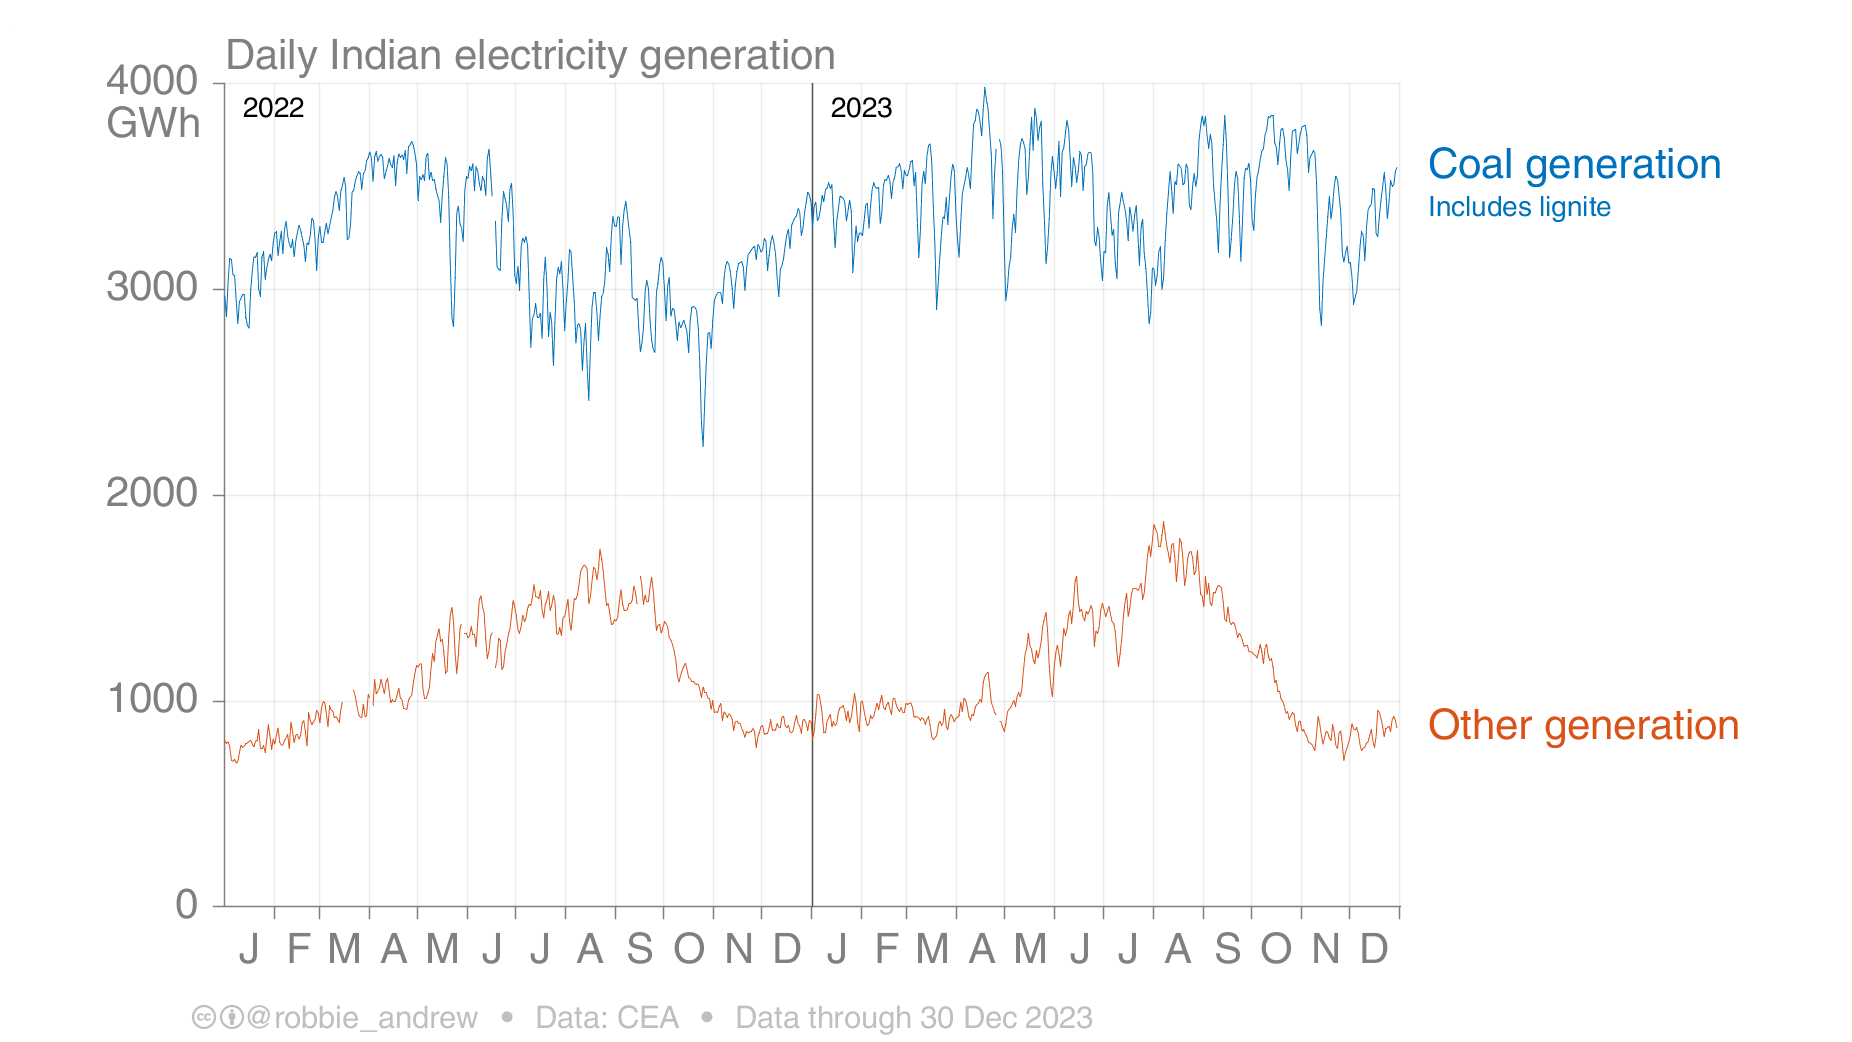 Daily Indian electricity generation
4000
GWh
2022
2023
3000
2000
1000
0
Coal generation
Includes lignite
Other generation
J F M A M J J A S O N D J F M A M J J A S O N D
@robbie_andrew • Data: CEA • Data through 30 Dec 2023